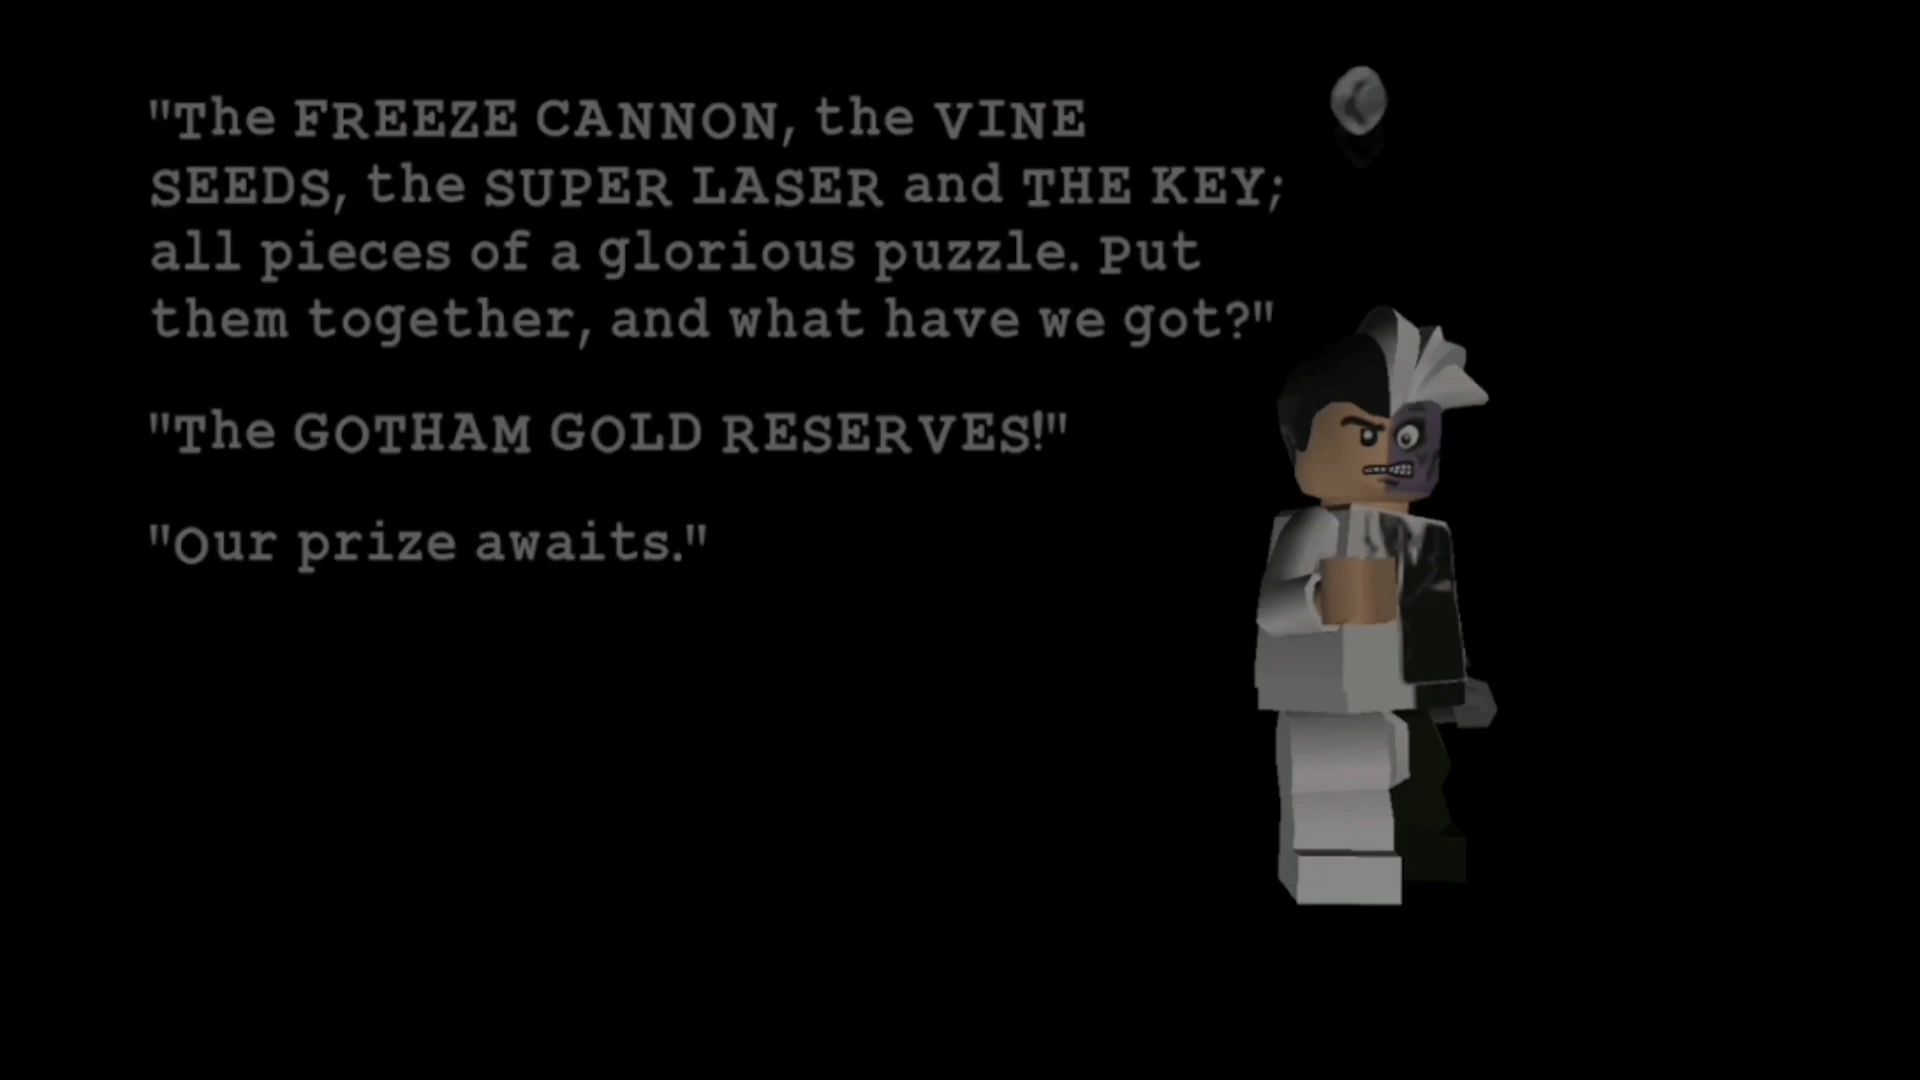 "The FREEZE CANNON, the VINE
SEEDS, the SUPER LASER and THE KEY;
all pieces of a glorious puzzle. Put
them together, and what have we got?"
"The GOTHAM GOLD RESERVES!"
"Our prize awaits."